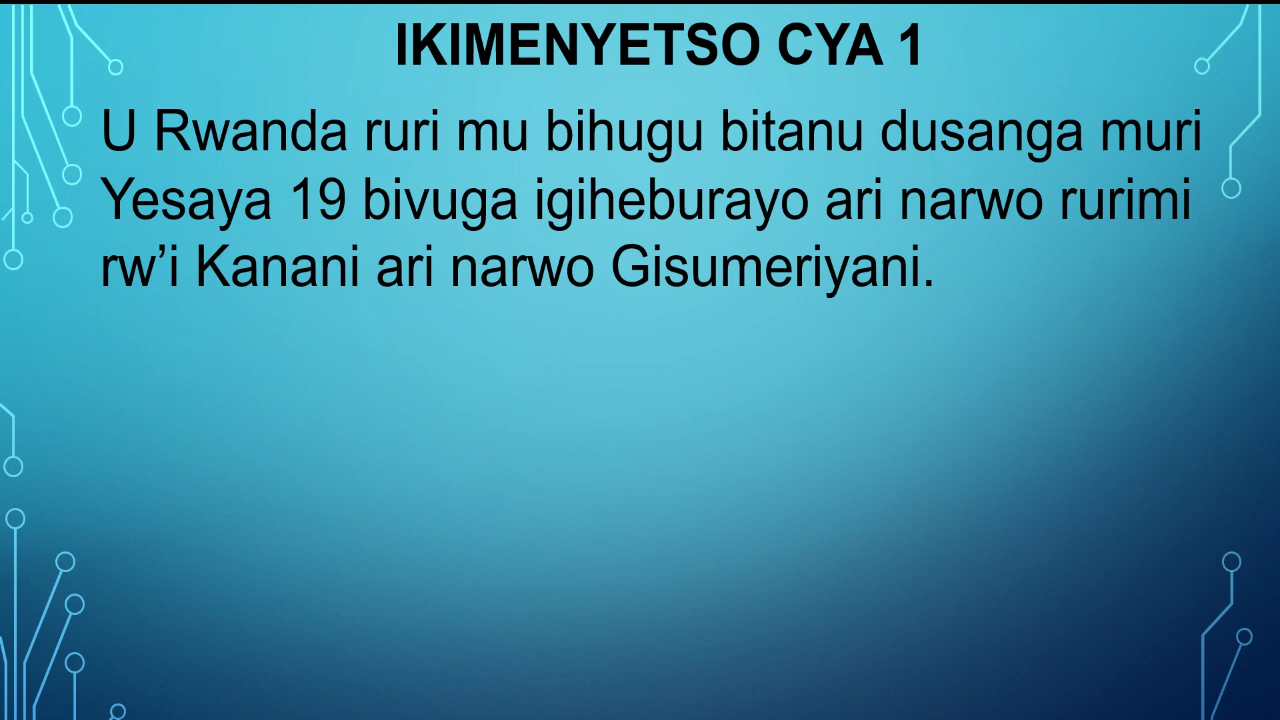 IKIMENYETSO CYA 1
U Rwanda ruri mu bihugu bitanu dusanga muri
Yesaya 19 bivuga igiheburayo ari narwo rurimi
rw’i Kanani ari narwo Gisumeriyani.